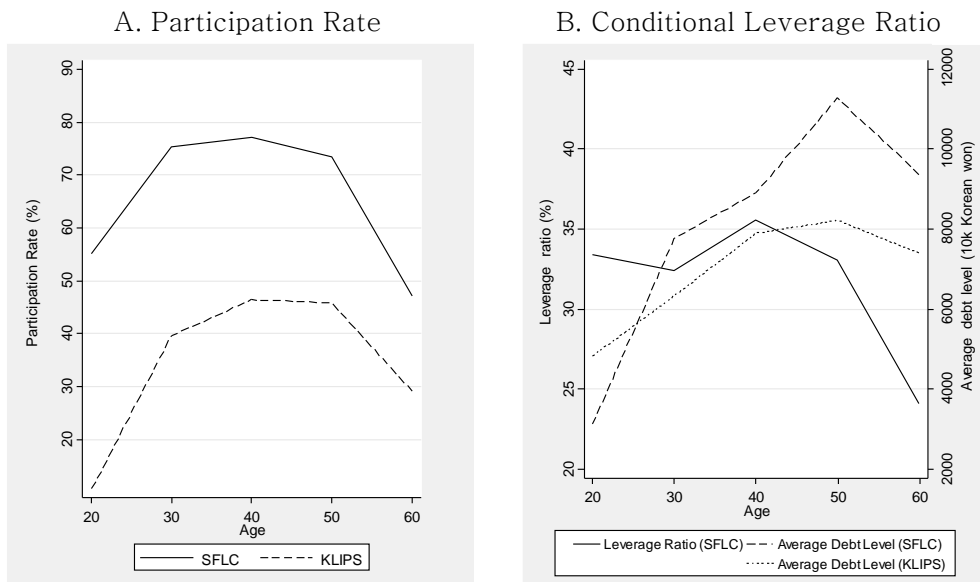 A. Participation Rate
90
80
70
60
50
40
30
20
Participation Rate (%)
20 30 40 50 60
Age
SFLC KLIPS
B. Conditional Leverage Ratio
45
40
35
30
25
20
Leverage ratio (%)
12000
10000
8000
6000
4000
2000
Average debt level (10k Korean won)
20 30 40 50 60
Age
Leverage Ratio (SFLC) Average Debt Level (SFLC)
Average Debt Level (KLIPS)